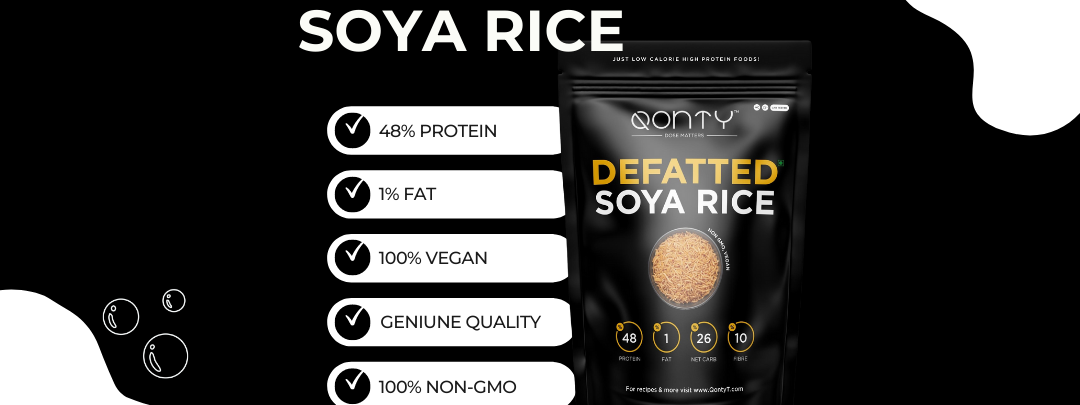 SOYA RICE
48% PROTEIN
1% FAT
100% VEGAN
GENIUNE QUALITY
100% NON-GMO
JUST LOW CALORIE HIGH PROTEIN FOODS!
QONTY™
DOSE MATTERS
DEFATTED
SOYA RICE
NON GMO, VEGAN
% % % %
48 1 26 10
PROTEIN FAT NET CARB FIBRE
For recipes & more visit www.QontyT.com